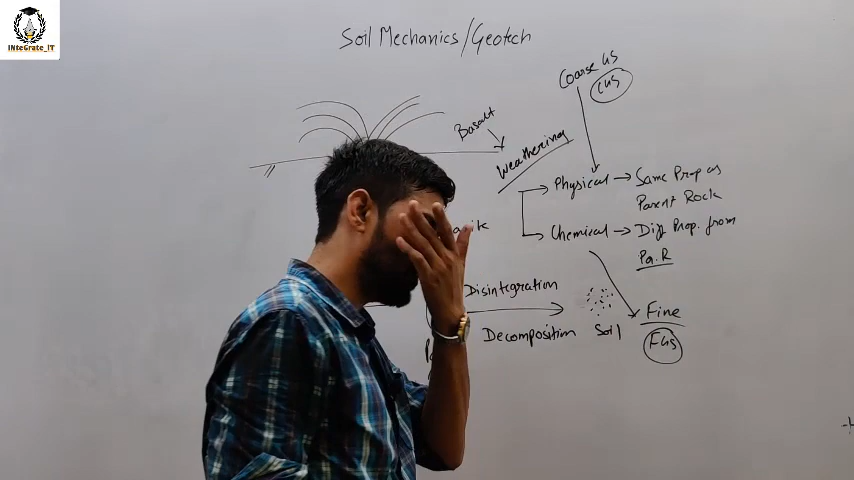 iNteGrate_IT
Soil Mechanics/Geotech
Coarse GS
CGS
Basalt
Weathering
Physical → Same Prop as
Parent Rock
Chemical → Diff Prop. from
Pa.R
Disintegration
Decomposition
Soil
Fine
FGS